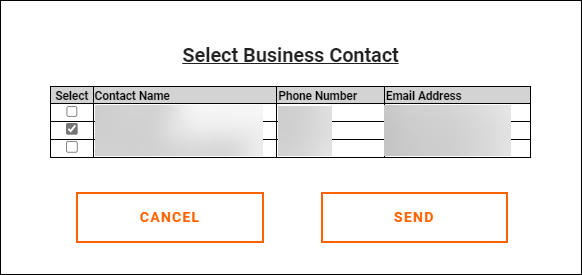 Select Business Contact
Select Contact Name Phone Number Email Address
CANCEL SEND